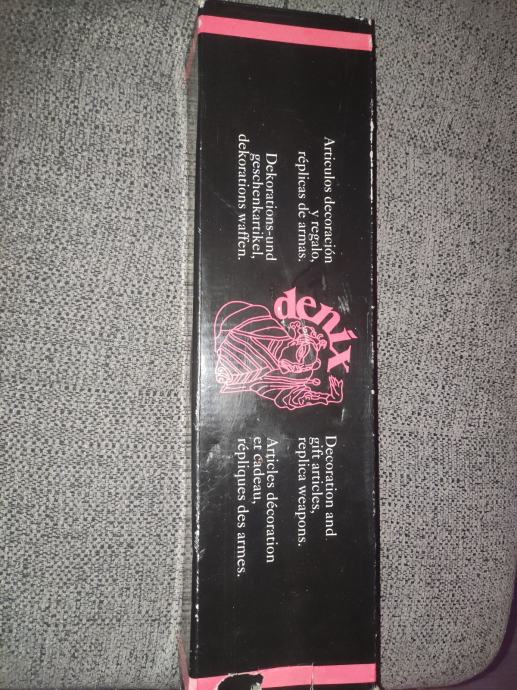 Articulos decoración
y regalo,
réplicas de armas.
Dekorations-und
geschenkartikel,
dekorations waffen.
denix
Decoration and
gift articles,
replica weapons.
Articles décoration
et cadeau,
répliques des armes.